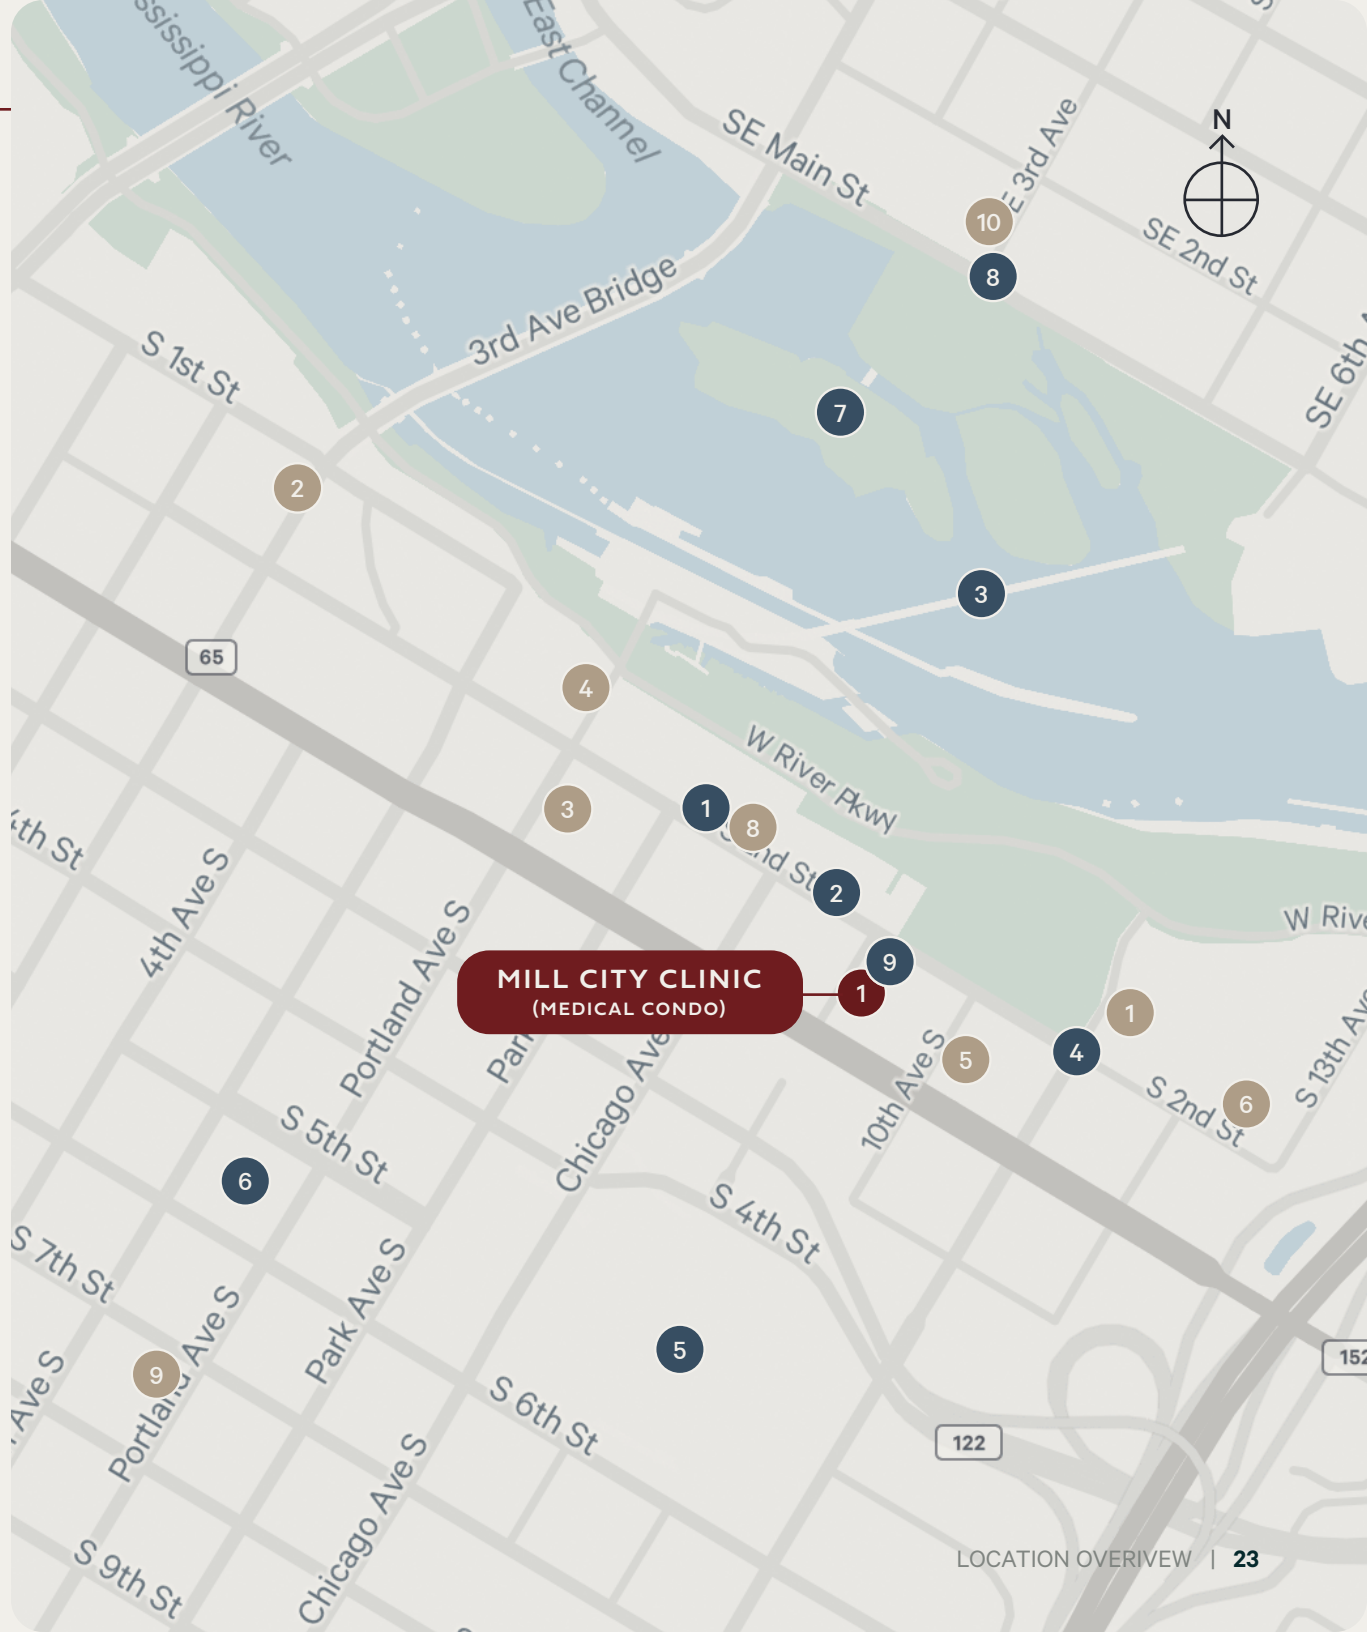 ssissippi River
East Channel
SE Main St
E 3rd Ave
N
10
8
SE 2nd St
3rd Ave Bridge
S 1st St
SE 6th
7
2
3
65
4
W River Pkwy
1
8
3
2nd St
2
4th St
4th Ave S
Portland Ave S
9
MILL CITY CLINIC
(MEDICAL CONDO)
1
W Rive
1
4
5
10th Ave S
S 2nd St
6
S 13th Av
Par
Chicago Ave
S 5th St
6
S 4th St
S 7th St
Park Ave S
Portland Ave S
9
Ave S
5
S 6th St
152
122
Chicago Ave S
S 9th St
LOCATION OVERIVEW | 23